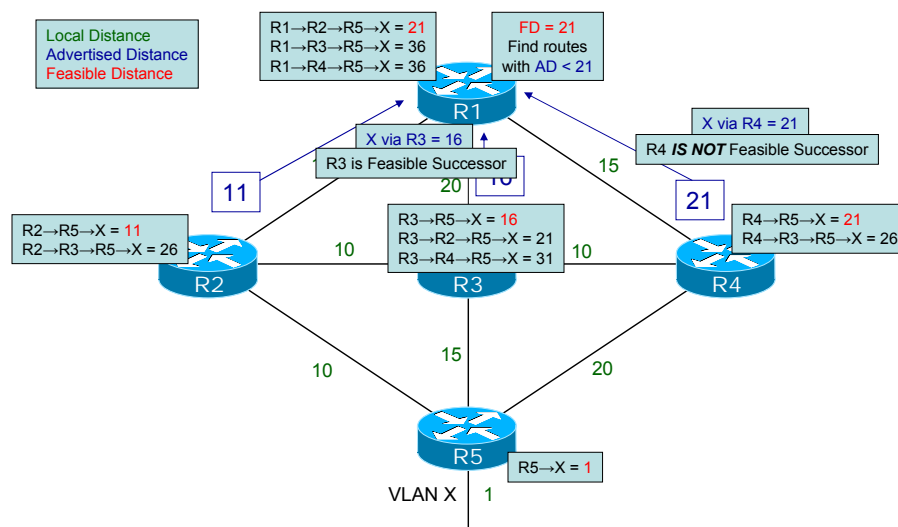 Local Distance
Advertised Distance
Feasible Distance
R1→R2→R5→X = 21
R1→R3→R5→X = 36
R1→R4→R5→X = 36
FD = 21
Find routes
with AD < 21
R1
X via R3 = 16
R3 is Feasible Successor
X via R4 = 21
R4 IS NOT Feasible Successor
15
20
11
21
R2→R5→X = 11
R2→R3→R5→X = 26
R3→R5→X = 16
R3→R2→R5→X = 21
R3→R4→R5→X = 31
R4→R5→X = 21
R4→R3→R5→X = 26
10
10
R2
R3
R4
10
15
20
R5
R5→X = 1
VLAN X
1